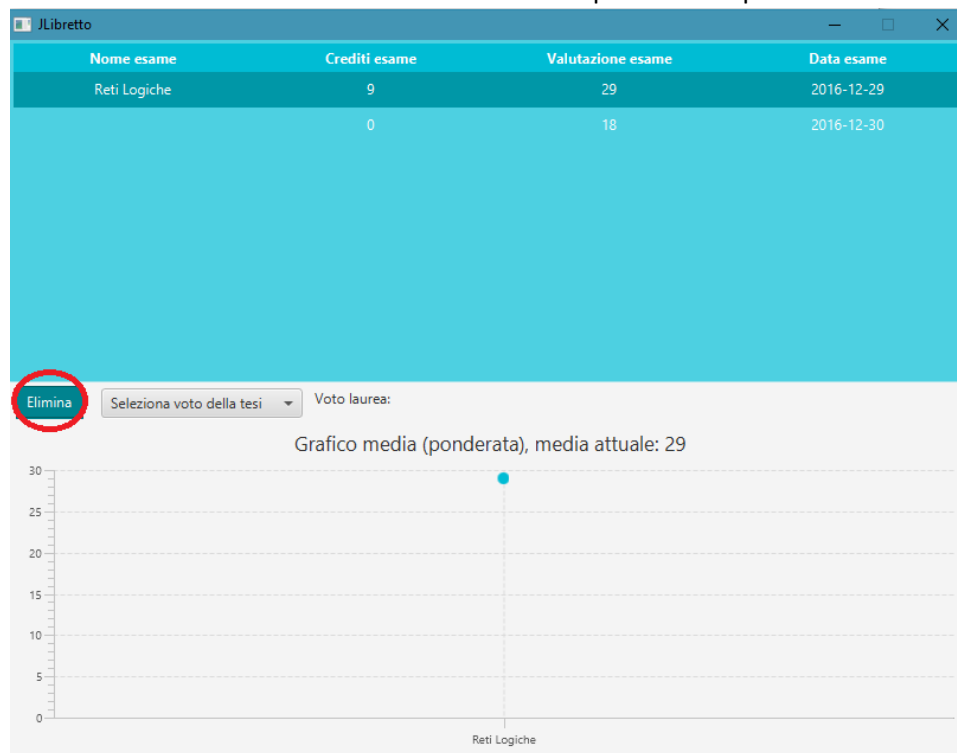 JLibretto
Nome esame Crediti esame Valutazione esame Data esame
Reti Logiche 9 29 2016-12-29
0 18 2016-12-30
Elimina Seleziona voto della tesi Voto laurea:
Grafico media (ponderata), media attuale: 29
30
25
20
15
10
5
0
Reti Logiche